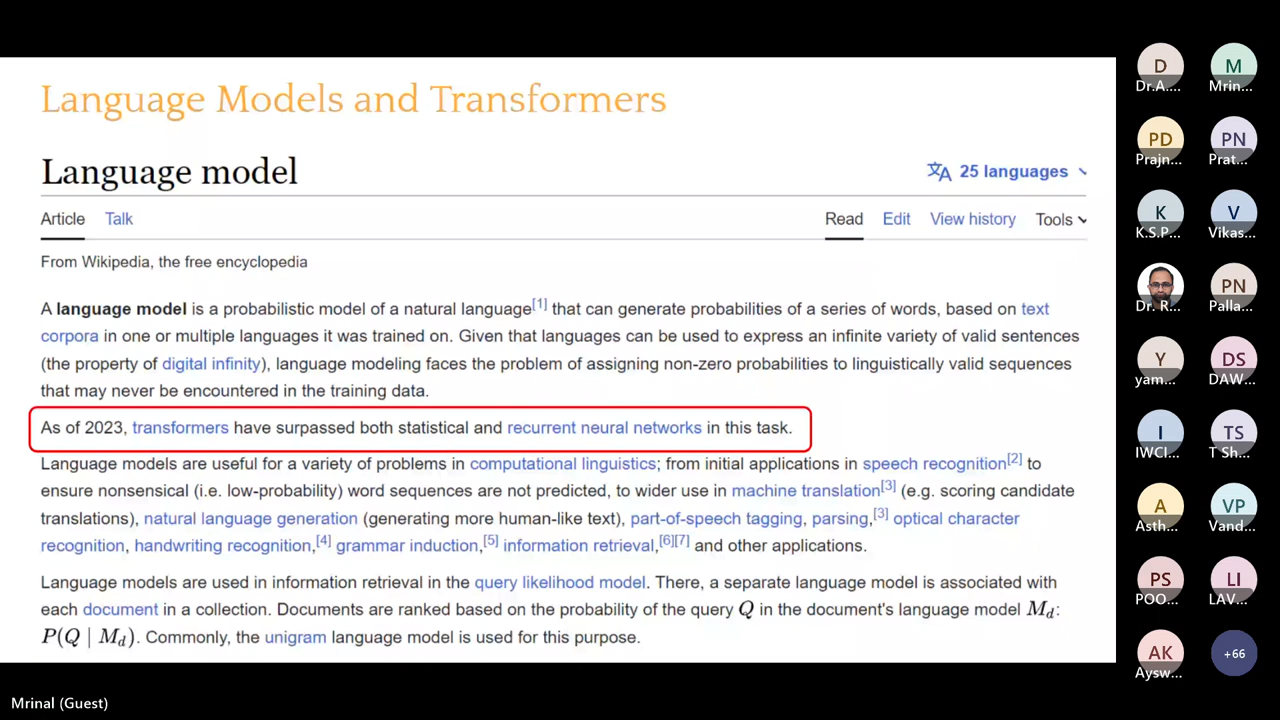 Language Models and Transformers
Language model
25 languages
Article Talk Read Edit View history Tools
From Wikipedia, the free encyclopedia
A language model is a probabilistic model of a natural language[1] that can generate probabilities of a series of words, based on text
corpora in one or multiple languages it was trained on. Given that languages can be used to express an infinite variety of valid sentences
(the property of digital infinity), language modeling faces the problem of assigning non-zero probabilities to linguistically valid sequences
that may never be encountered in the training data.
As of 2023, transformers have surpassed both statistical and recurrent neural networks in this task.
Language models are useful for a variety of problems in computational linguistics; from initial applications in speech recognition[2] to
ensure nonsensical (i.e. low-probability) word sequences are not predicted, to wider use in machine translation[3] (e.g. scoring candidate
translations), natural language generation (generating more human-like text), part-of-speech tagging, parsing,[3] optical character
recognition, handwriting recognition,[4] grammar induction,[5] information retrieval,[6][7] and other applications.
Language models are used in information retrieval in the query likelihood model. There, a separate language model is associated with
each document in a collection. Documents are ranked based on the probability of the query Q in the document's language model M_d:
P(Q | M_d). Commonly, the unigram language model is used for this purpose.
D M
Dr.A.... Mrin...
PD PN
Prajn... Prat...
K V
K.S.P... Vikas...
PN
Dr. R... Palla...
Y DS
yam... DAW...
I TS
IWCI... T Sh...
A VP
Asth... Vand...
PS LI
POO... LAV...
AK +66
Aysw...
Mrinal (Guest)